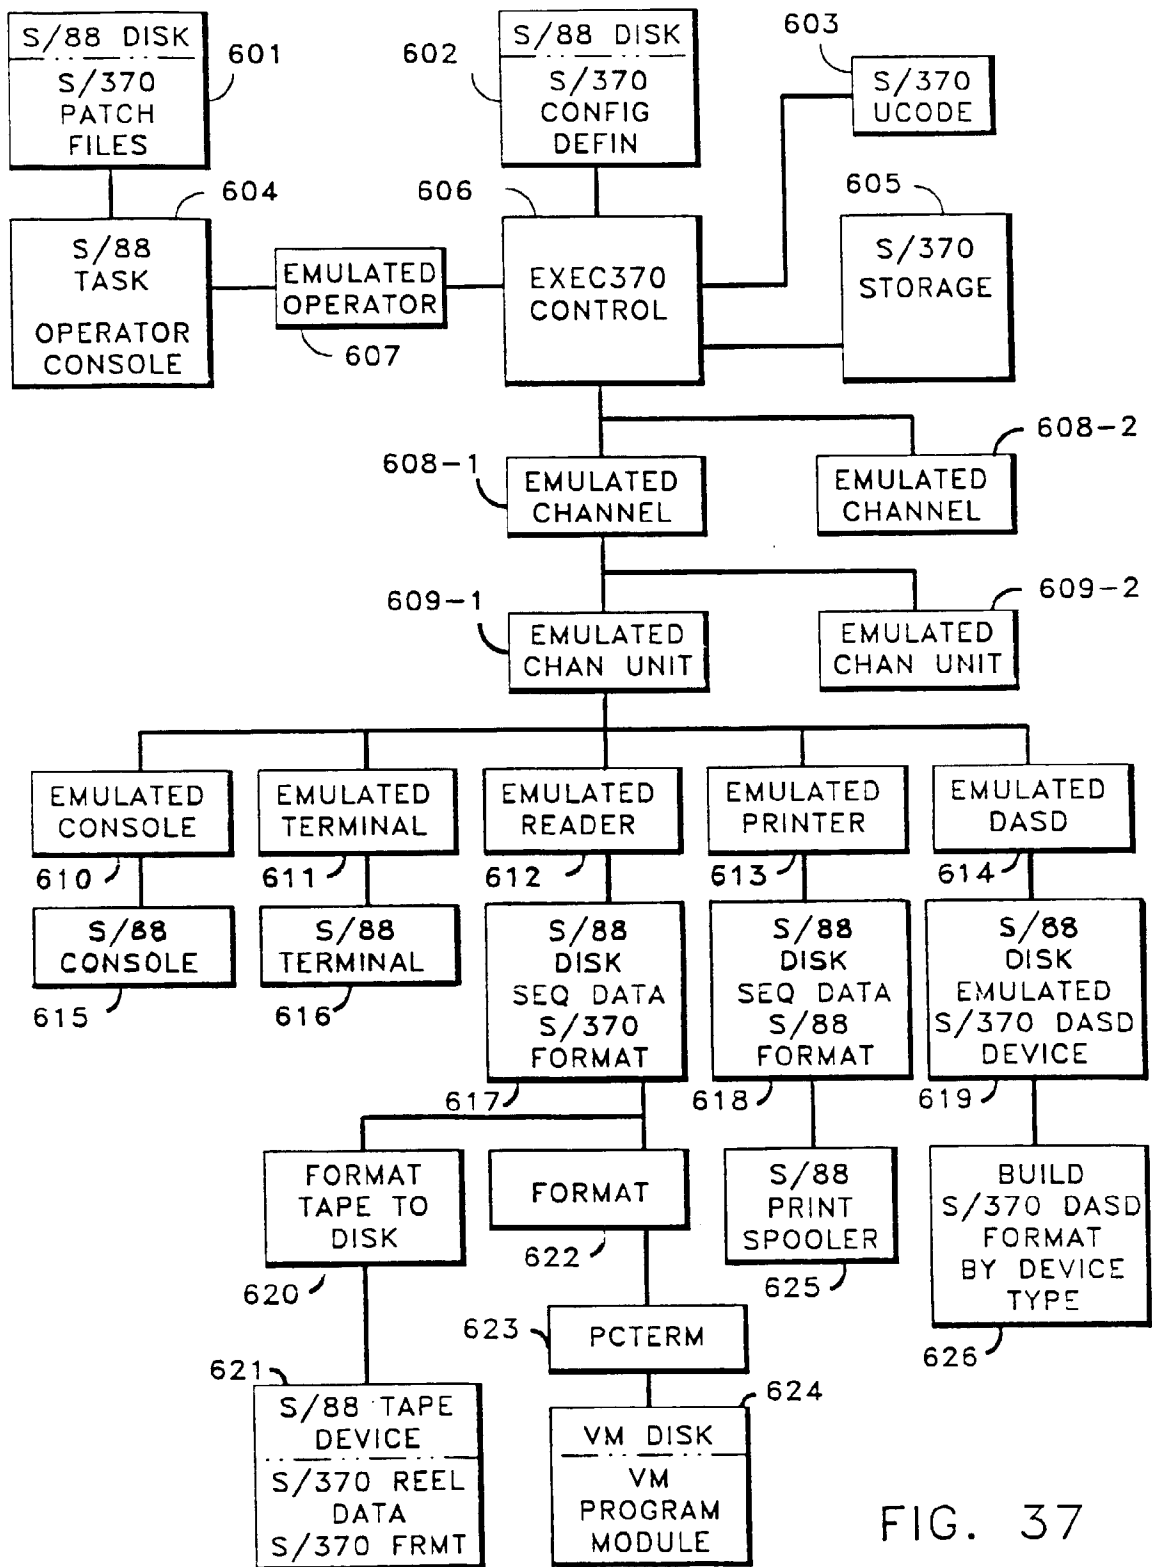 S/88 DISK
S/370
PATCH
FILES
601
S/88 DISK
S/370
CONFIG
DEFIN
602
603
S/370
UCODE
604
S/88
TASK
OPERATOR
CONSOLE
EMULATED
OPERATOR
607
606
EXEC370
CONTROL
605
S/370
STORAGE
608-1
EMULATED
CHANNEL
608-2
EMULATED
CHANNEL
609-1
EMULATED
CHAN UNIT
609-2
EMULATED
CHAN UNIT
EMULATED
CONSOLE
610
EMULATED
TERMINAL
611
EMULATED
READER
612
EMULATED
PRINTER
613
EMULATED
DASD
614
S/88
CONSOLE
615
S/88
TERMINAL
616
S/88
DISK
SEQ DATA
S/370
FORMAT
617
S/88
DISK
SEQ DATA
S/88
FORMAT
618
S/88
DISK
EMULATED
S/370 DASD
DEVICE
619
FORMAT
TAPE TO
DISK
620
FORMAT
622
S/88
PRINT
SPOOLER
625
BUILD
S/370 DASD
FORMAT
BY DEVICE
TYPE
626
623
PCTERM
621
S/88 TAPE
DEVICE
S/370 REEL
DATA
S/370 FRMT
624
VM DISK
VM
PROGRAM
MODULE
FIG. 37